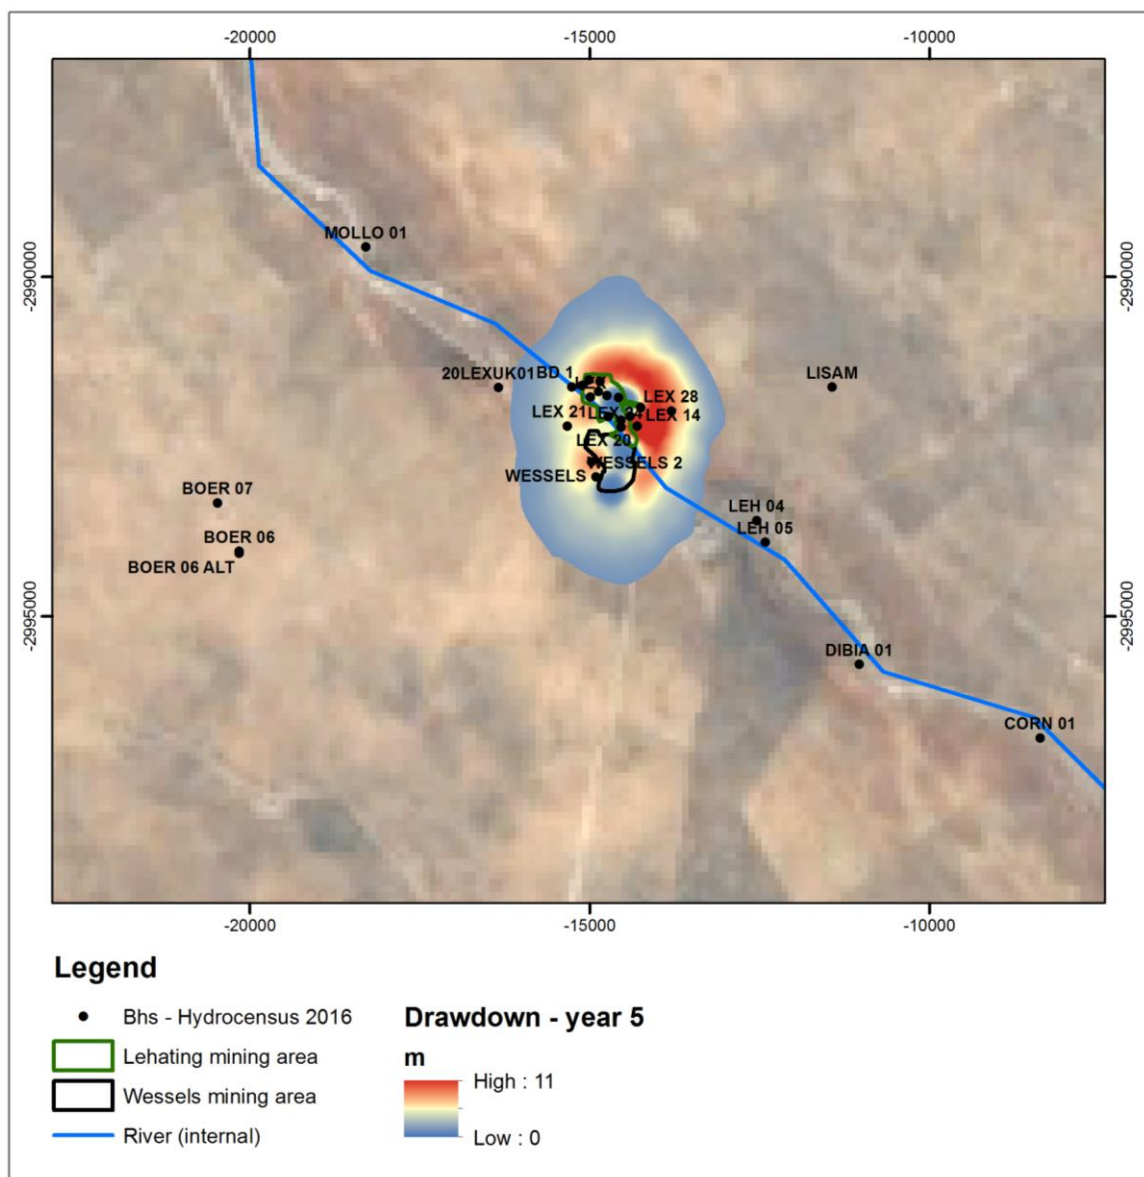 -20000 -15000 -10000
MOLLO 01
-2990000 -2990000
20LEXUK01 BD 1 LEX LISAM
LEX 28
LEX 21 LEX 24 LEX 14
LEX 20
WESSELS 2
WESSELS
BOER 07
LEH 04
LEH 05
BOER 06
BOER 06 ALT
-2995000 -2995000
DIBIA 01
CORN 01
-20000 -15000 -10000
Legend
Bhs - Hydrocensus 2016
Lehating mining area
Wessels mining area
River (internal)
Drawdown - year 5
m
High : 11
Low : 0